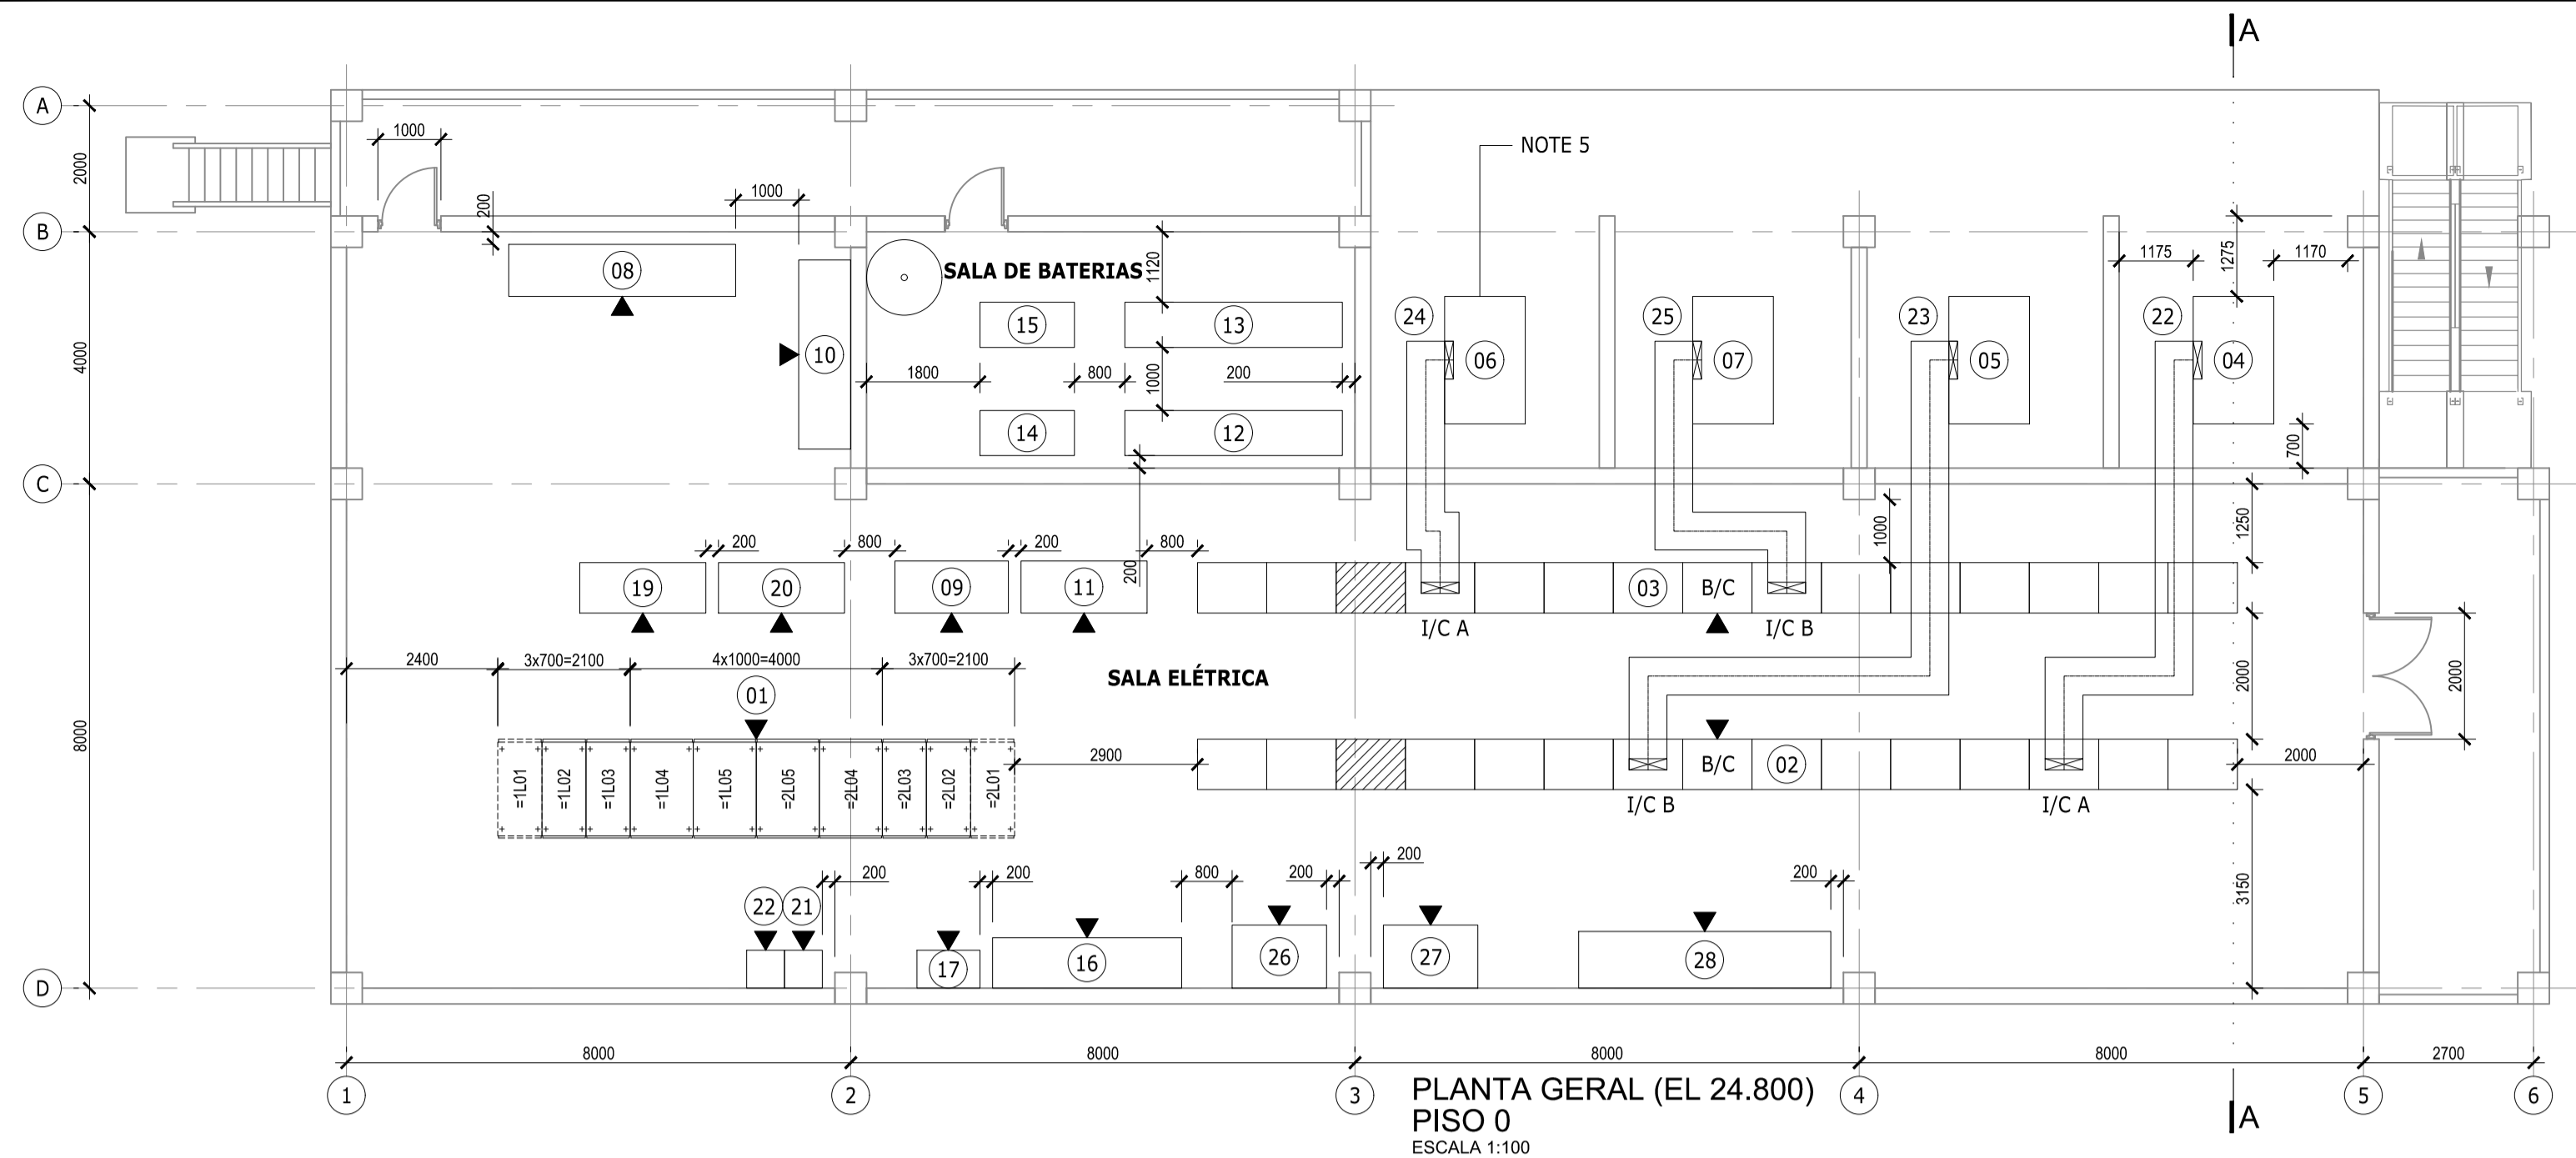 A
A
1000
2000
NOTE 5
1000
200
B
1120
1175
1275
1170
08
SALA DE BATERIAS
24
25
23
22
15
13
10
06
07
05
04
4000
1800
800
1000
200
14
12
700
C
1250
1000
200
800
200
800
200
19
20
09
11
03
B/C
I/C A
I/C B
2400
3x700=2100
4x1000=4000
3x700=2100
SALA ELÉTRICA
2000
2000
01
8000
2900
B/C
02
2000
=1L01
=1L02
=1L03
=1L04
=1L05
=2L05
=2L04
=2L03
=2L02
=2L01
I/C B
I/C A
200
200
800
200
200
200
3150
22
21
17
16
26
27
28
D
8000
8000
8000
8000
2700
1
2
3
4
5
6
PLANTA GERAL (EL 24.800)
PISO 0
ESCALA 1:100
A